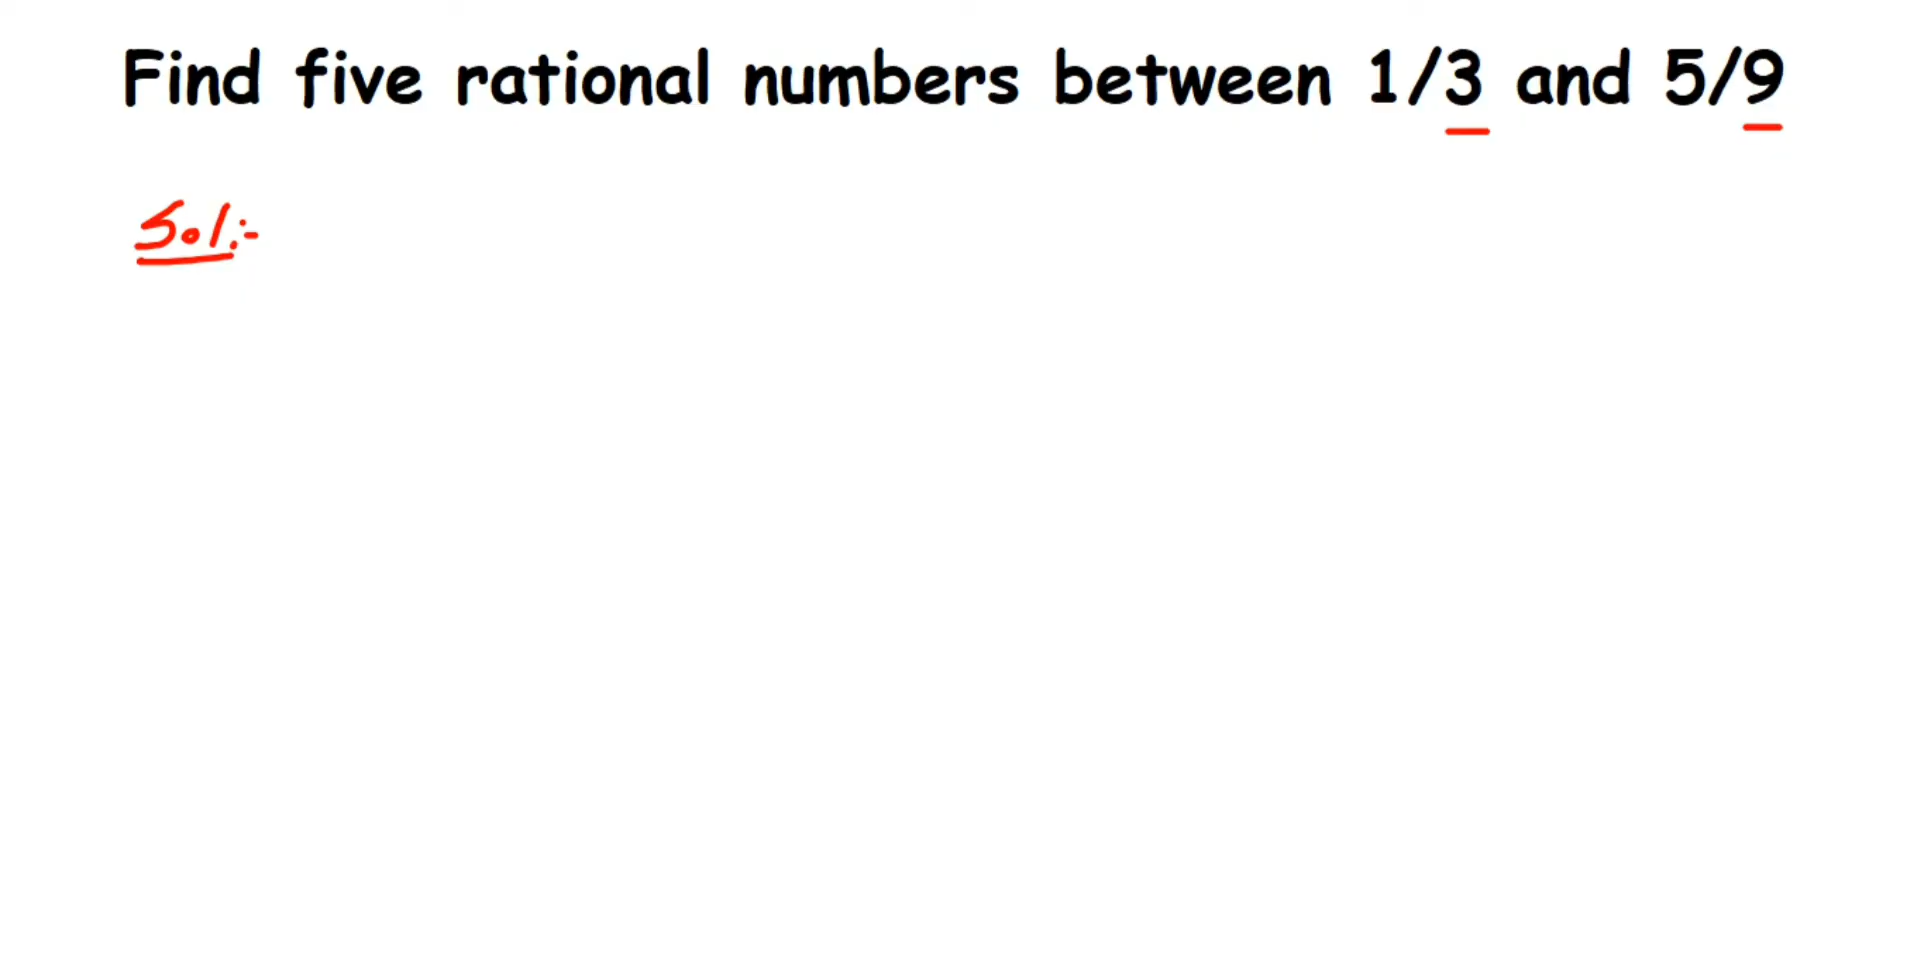 Find five rational numbers between 1/3 and 5/9
Sol:-